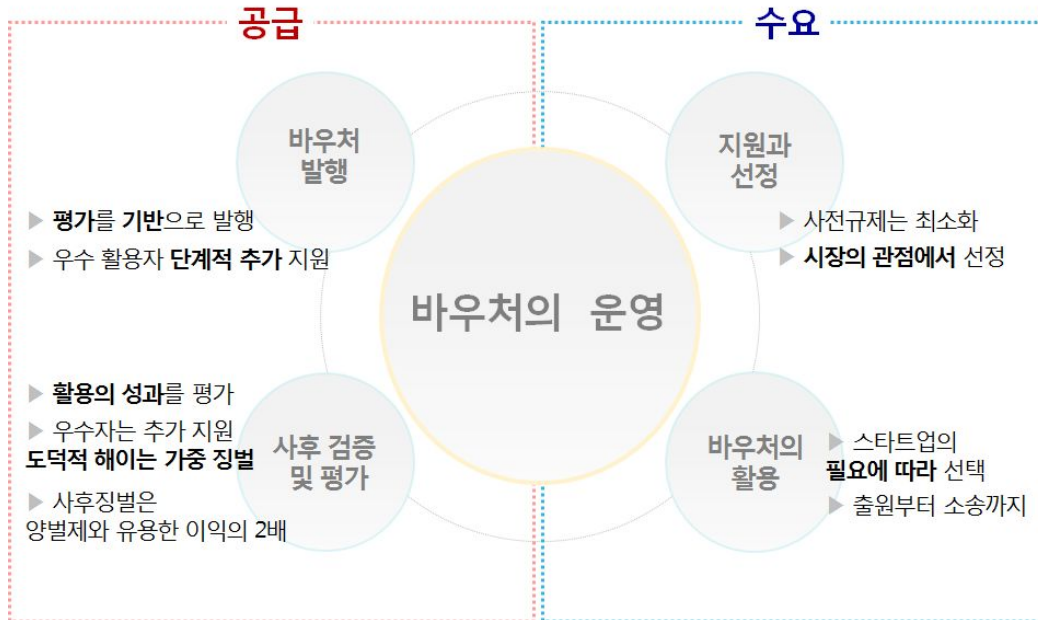 공급
수요
바우처
발행
▶ 평가를 기반으로 발행
▶ 우수 활용자 단계적 추가 지원
지원과
선정
▶ 사전규제는 최소화
▶ 시장의 관점에서 선정
바우처의 운영
▶ 활용의 성과를 평가
▶ 우수자는 추가 지원
도덕적 해이는 가중 징벌
▶ 사후징벌은
양벌제와 유용한 이익의 2배
사후 검증
및 평가
바우처의
활용
▶ 스타트업의
필요에 따라 선택
▶ 출원부터 소송까지